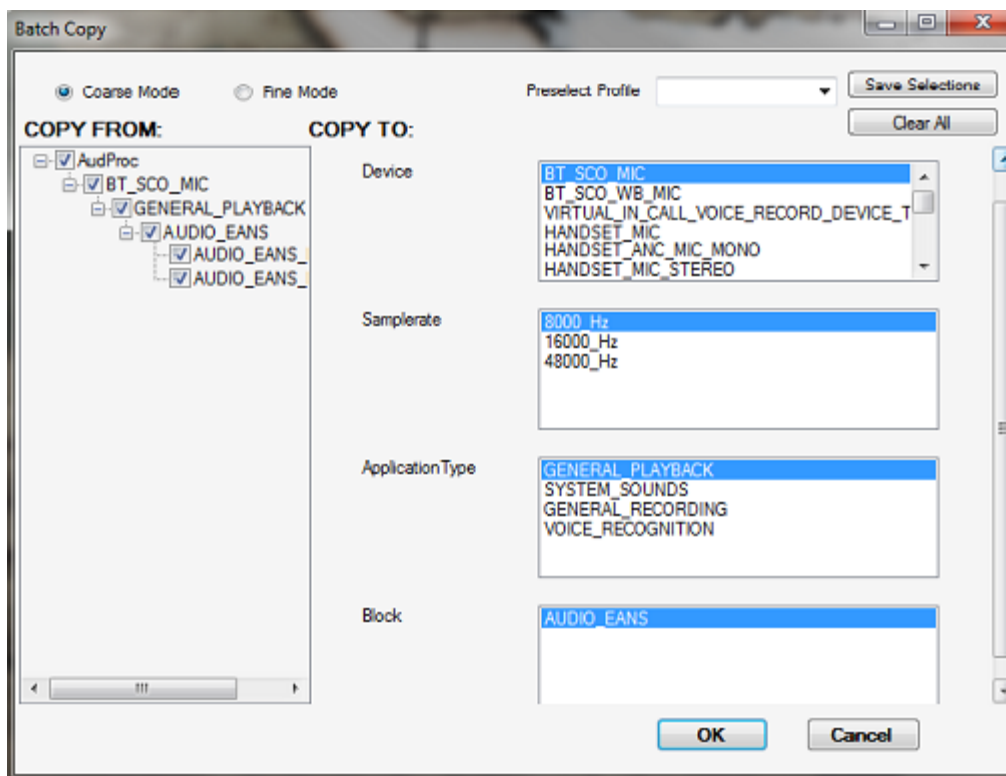 Batch Copy
Coarse Mode
Fine Mode
Preselect Profile
Save Selections
Clear All
COPY FROM:
COPY TO:
AudProc
BT_SCO_MIC
GENERAL_PLAYBACK
AUDIO_EANS
AUDIO_EANS_
AUDIO_EANS_
Device
BT_SCO_MIC
BT_SCO_WB_MIC
VIRTUAL_IN_CALL_VOICE_RECORD_DEVICE_T
HANDSET_MIC
HANDSET_ANC_MIC_MONO
HANDSET_MIC_STEREO
Samplerate
8000_Hz
16000_Hz
48000_Hz
ApplicationType
GENERAL_PLAYBACK
SYSTEM_SOUNDS
GENERAL_RECORDING
VOICE_RECOGNITION
Block
AUDIO_EANS
OK
Cancel